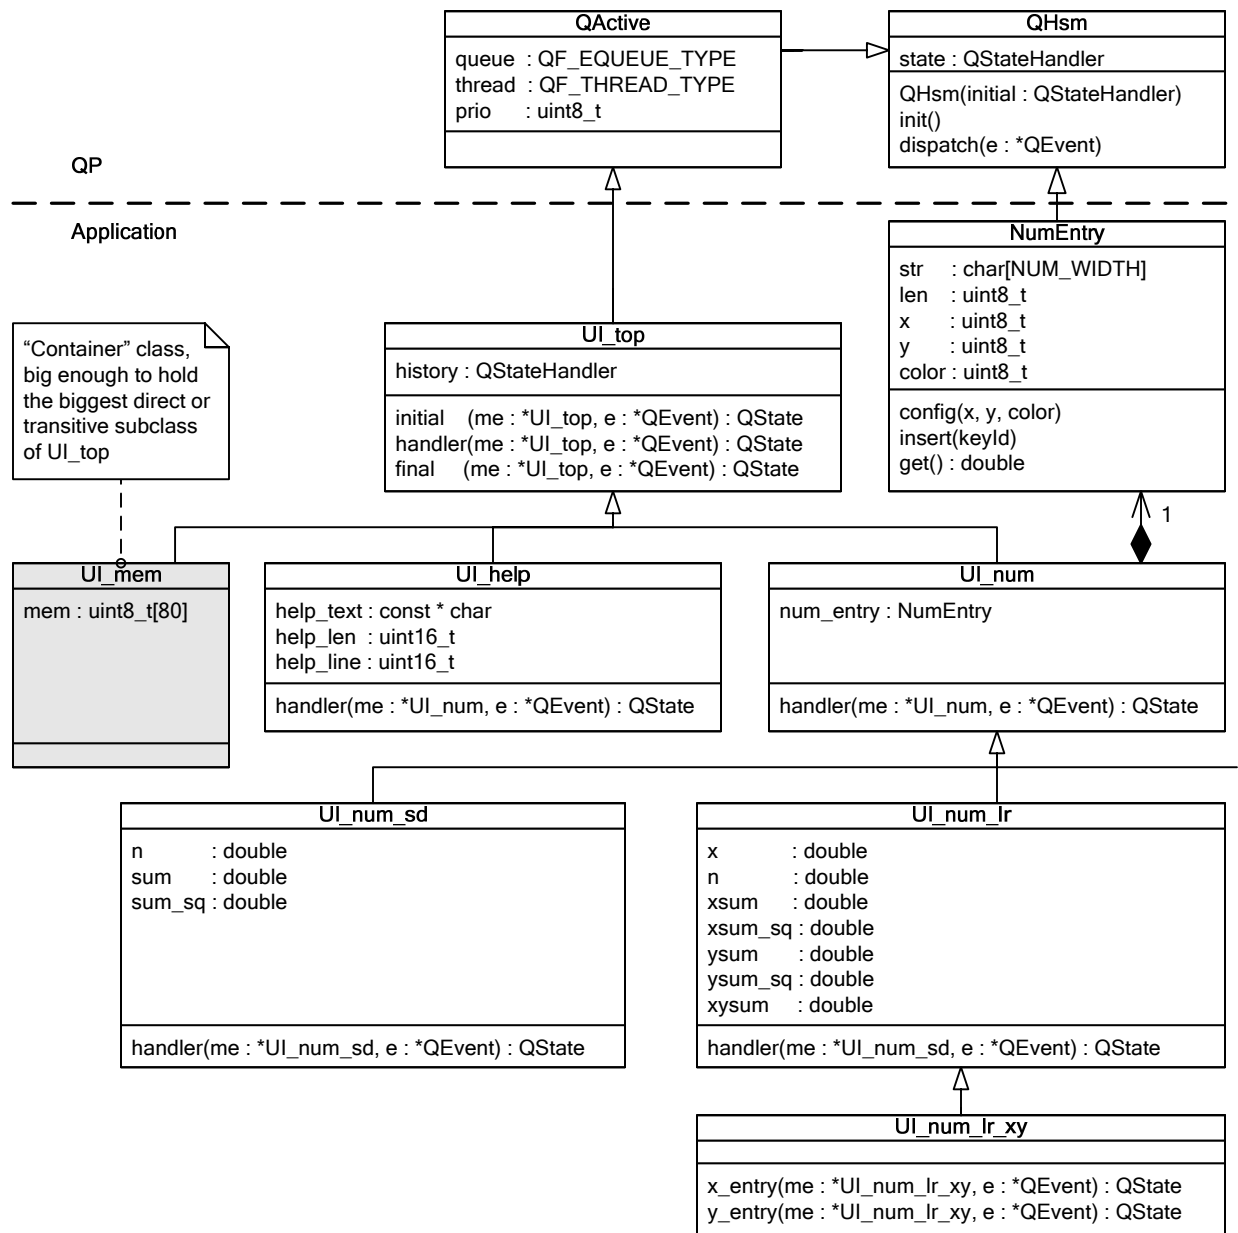 QActive
queue : QF_EQUEUE_TYPE
thread : QF_THREAD_TYPE
prio : uint8_t
QHsm
state : QStateHandler
QHsm(initial : QStateHandler)
init()
dispatch(e : *QEvent)
QP
Application
NumEntry
str : char[NUM_WIDTH]
len : uint8_t
x : uint8_t
y : uint8_t
color : uint8_t
config(x, y, color)
insert(keyId)
get() : double
“Container” class,
big enough to hold
the biggest direct or
transitive subclass
of UI_top
UI_top
history : QStateHandler
initial (me : *UI_top, e : *QEvent) : QState
handler(me : *UI_top, e : *QEvent) : QState
final (me : *UI_top, e : *QEvent) : QState
1
UI_mem
mem : uint8_t[80]
UI_help
help_text : const * char
help_len : uint16_t
help_line : uint16_t
handler(me : *UI_num, e : *QEvent) : QState
UI_num
num_entry : NumEntry
handler(me : *UI_num, e : *QEvent) : QState
UI_num_sd
n : double
sum : double
sum_sq : double
handler(me : *UI_num_sd, e : *QEvent) : QState
UI_num_lr
x : double
n : double
xsum : double
xsum_sq : double
ysum : double
ysum_sq : double
xysum : double
handler(me : *UI_num_sd, e : *QEvent) : QState
UI_num_lr_xy
x_entry(me : *UI_num_lr_xy, e : *QEvent) : QState
y_entry(me : *UI_num_lr_xy, e : *QEvent) : QState